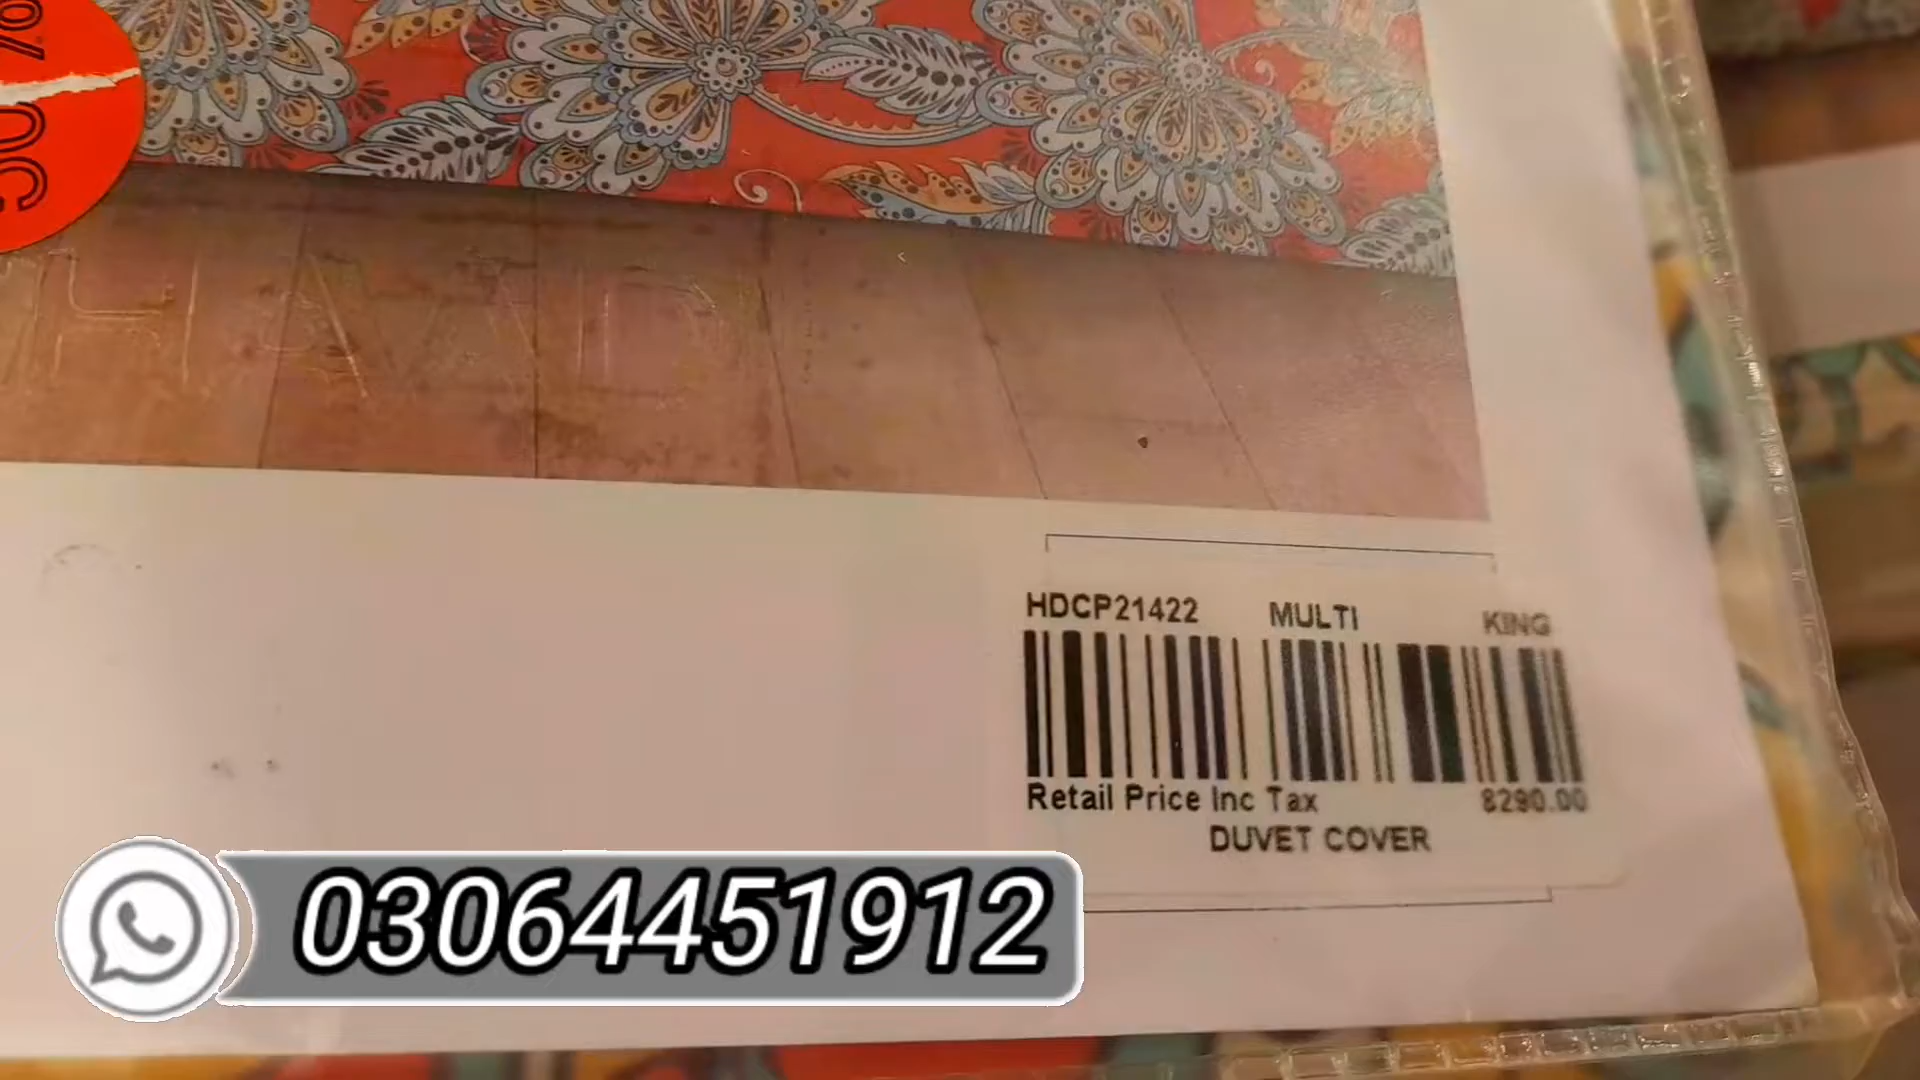 HDCP21422 MULTI KING
Retail Price Inc Tax 8290.00
DUVET COVER
03064451912